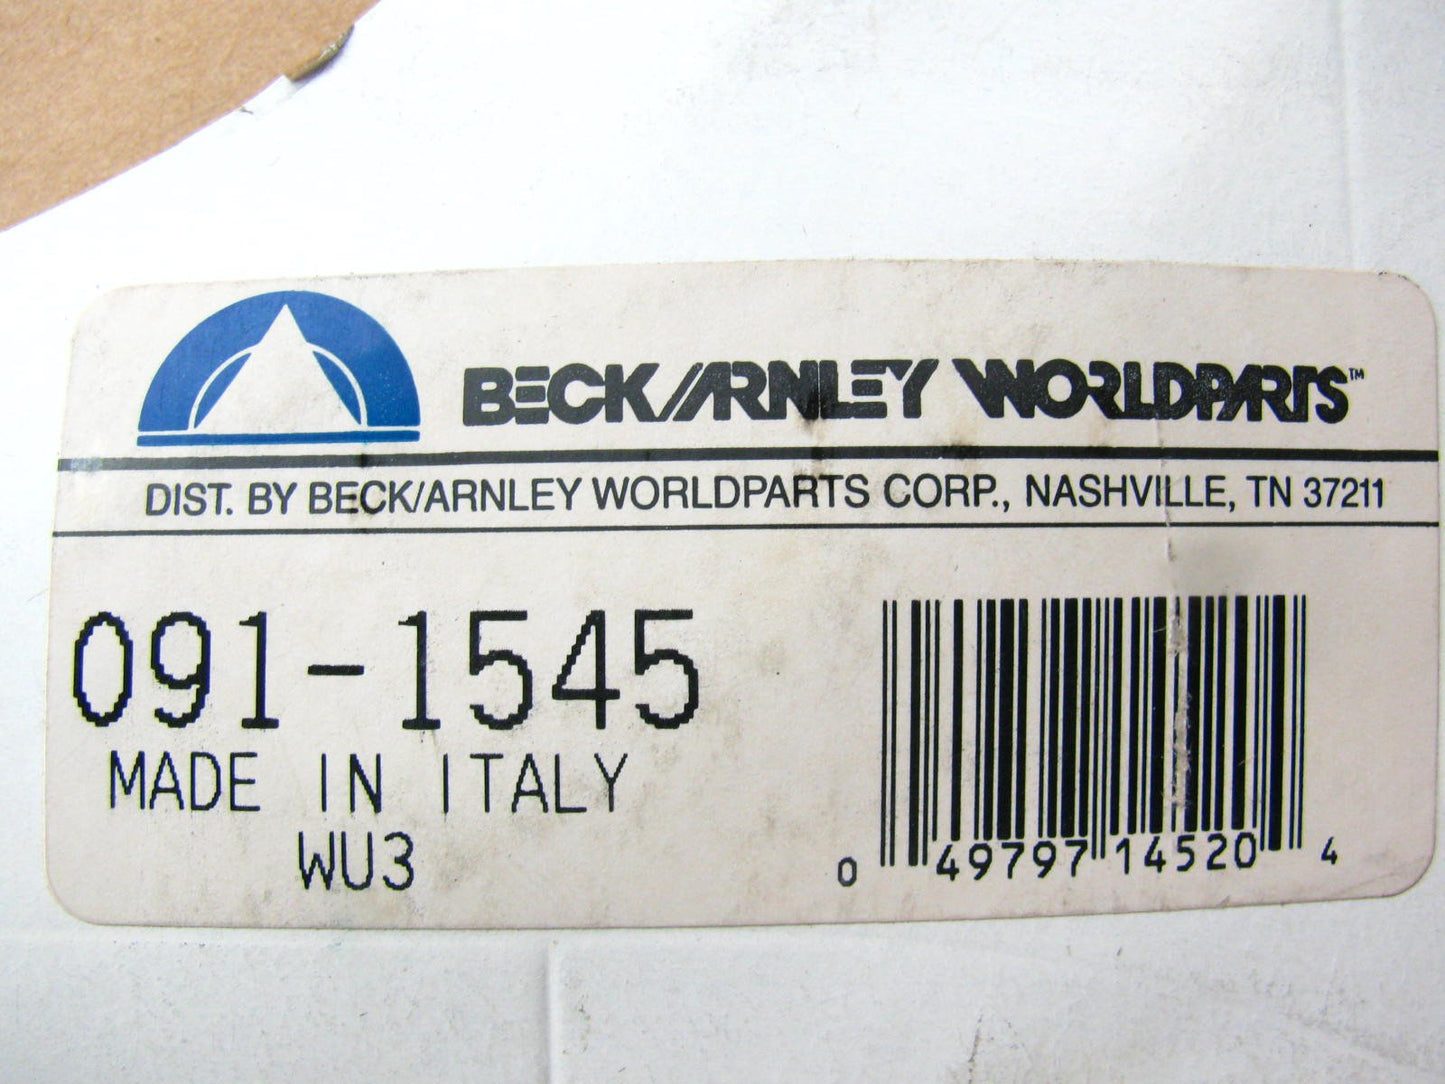 BECK/ARNLEY WORLDPARTS™
DIST. BY BECK/ARNLEY WORLDPARTS CORP., NASHVILLE, TN 37211
091-1545
MADE IN ITALY
WU3
0 49797 14520 4